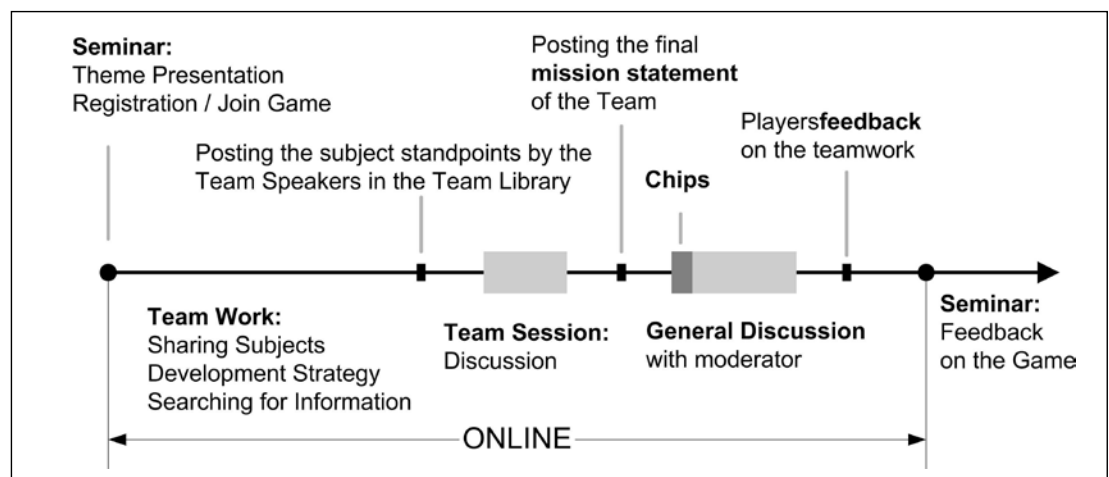 Seminar:
Theme Presentation
Registration / Join Game
Posting the subject standpoints by the
Team Speakers in the Team Library
Posting the final
mission statement
of the Team
Chips
Playersfeedback
on the teamwork
Team Work:
Sharing Subjects
Development Strategy
Searching for Information
Team Session:
Discussion
General Discussion
with moderator
Seminar:
Feedback
on the Game
ONLINE